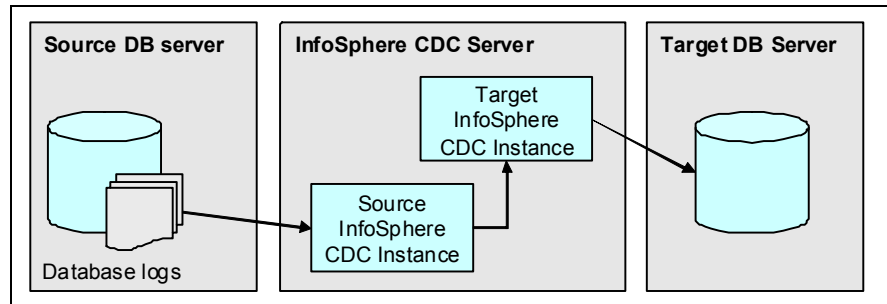 Source DB server
InfoSphere CDC Server
Target DB Server
Target
InfoSphere
CDC Instance
Source
InfoSphere
CDC Instance
Database logs